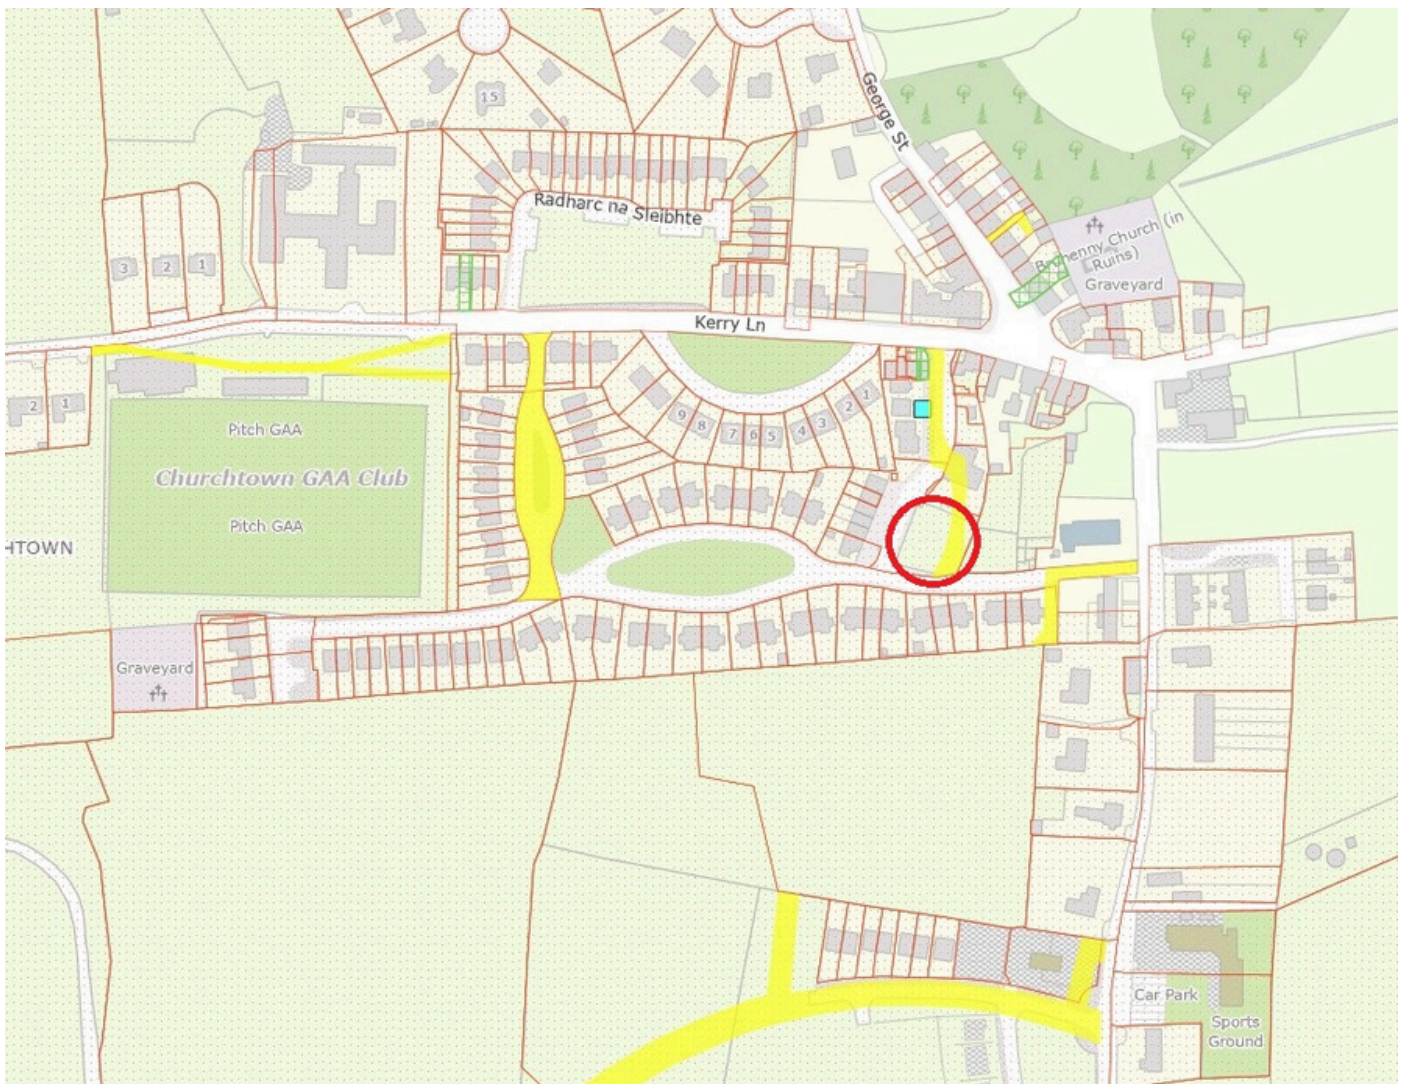 George St
15
Radharc na Sleibhte
Churchtown (in
Ruins)
Graveyard
3
2
1
Kerry Ln
2
1
Pitch GAA
Churchtown GAA Club
Pitch GAA
HTOWN
9
8
7
6
5
4
3
2
1
Graveyard
Car Park
Sports
Ground